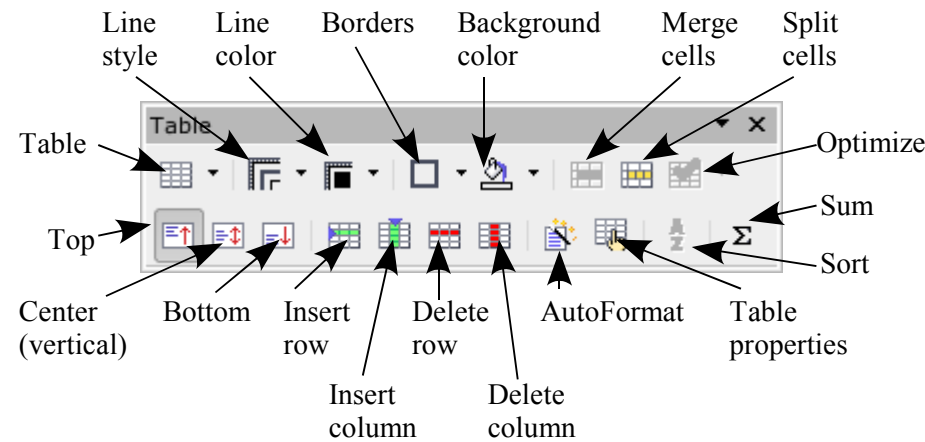 Line
style
Line
color
Borders
Background
color
Merge
cells
Split
cells
Table
Table
Optimize
Top
A
Z
Σ
Sum
Sort
Center
(vertical)
Bottom
Insert
row
Delete
row
AutoFormat
Table
properties
Insert
column
Delete
column